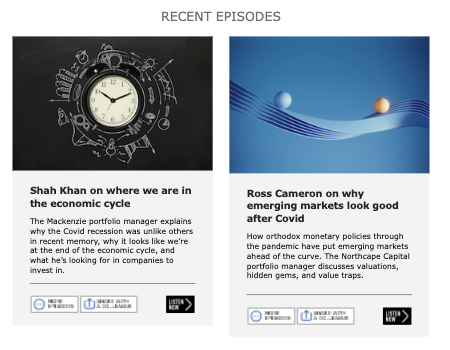 RECENT EPISODES
Shah Khan on where we are in
the economic cycle
The Mackenzie portfolio manager explains
why the Covid recession was unlike others
in recent memory, why it looks like we're
at the end of the economic cycle, and
what he's looking for in companies to
invest in.
MORE
EPISODES
SHARE WITH
A COLLEAGUE
LISTEN
NOW
Ross Cameron on why
emerging markets look good
after Covid
How orthodox monetary policies through
the pandemic have put emerging markets
ahead of the curve. The Northcape Capital
portfolio manager discusses valuations,
hidden gems, and value traps.
MORE
EPISODES
SHARE WITH
A COLLEAGUE
LISTEN
NOW